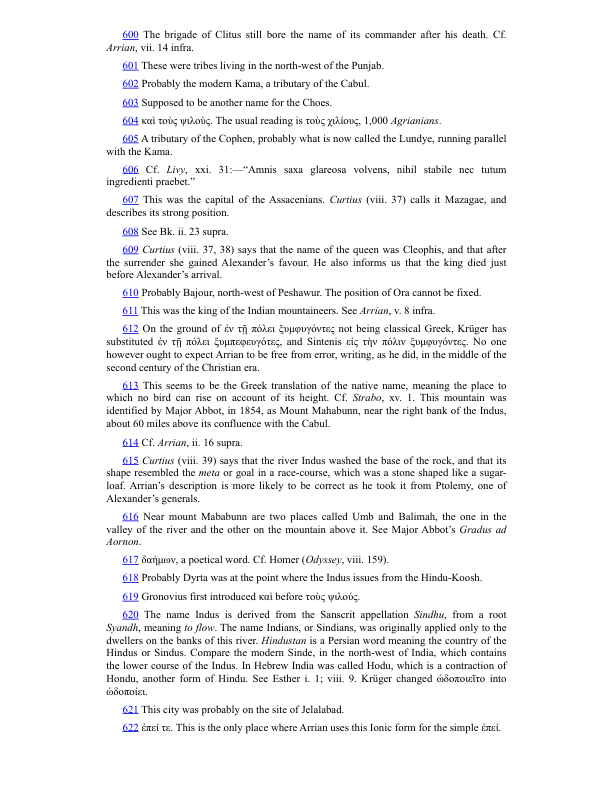 600 The brigade of Clitus still bore the name of its commander after his death. Cf.
Arrian, vii. 14 infra.
601 These were tribes living in the north-west of the Punjab.
602 Probably the modern Kama, a tributary of the Cabul.
603 Supposed to be another name for the Choes.
604 καὶ τοὺς ψιλούς. The usual reading is τοὺς χιλίους, 1,000 Agrianians.
605 A tributary of the Cophen, probably what is now called the Lundye, running parallel
with the Kama.
606 Cf. Livy, xxi. 31:—“Amnis saxa glareosa volvens, nihil stabile nec tutum
ingredienti praebet.”
607 This was the capital of the Assacenians. Curtius (viii. 37) calls it Mazagae, and
describes its strong position.
608 See Bk. ii. 23 supra.
609 Curtius (viii. 37, 38) says that the name of the queen was Cleophis, and that after
the surrender she gained Alexander’s favour. He also informs us that the king died just
before Alexander’s arrival.
610 Probably Bajour, north-west of Peshawur. The position of Ora cannot be fixed.
611 This was the king of the Indian mountaineers. See Arrian, v. 8 infra.
612 On the ground of ἐν τῇ πόλει ξυμφυγόντες not being classical Greek, Krüger has
substituted ἐν τῇ πόλει ξυμπεφευγότες, and Sintenis εἰς τὴν πόλιν ξυμφυγόντες. No one
however ought to expect Arrian to be free from error, writing, as he did, in the middle of the
second century of the Christian era.
613 This seems to be the Greek translation of the native name, meaning the place to
which no bird can rise on account of its height. Cf. Strabo, xv. 1. This mountain was
identified by Major Abbot, in 1854, as Mount Mahabunn, near the right bank of the Indus,
about 60 miles above its confluence with the Cabul.
614 Cf. Arrian, ii. 16 supra.
615 Curtius (viii. 39) says that the river Indus washed the base of the rock, and that its
shape resembled the meta or goal in a race-course, which was a stone shaped like a sugar-
loaf. Arrian’s description is more likely to be correct as he took it from Ptolemy, one of
Alexander’s generals.
616 Near mount Mababunn are two places called Umb and Balimah, the one in the
valley of the river and the other on the mountain above it. See Major Abbot’s Gradus ad
Aornon.
617 δαήμων, a poetical word. Cf. Homer (Odyssey, viii. 159).
618 Probably Dyrta was at the point where the Indus issues from the Hindu-Koosh.
619 Gronovius first introduced καὶ before τοὺς ψιλούς.
620 The name Indus is derived from the Sanscrit appellation Sindhu, from a root
Syandh, meaning to flow. The name Indians, or Sindians, was originally applied only to the
dwellers on the banks of this river. Hindustan is a Persian word meaning the country of the
Hindus or Sindus. Compare the modern Sinde, in the north-west of India, which contains
the lower course of the Indus. In Hebrew India was called Hodu, which is a contraction of
Hondu, another form of Hindu. See Esther i. 1; viii. 9. Krüger changed ὡδοποιεῖτο into
ὡδοποίει.
621 This city was probably on the site of Jelalabad.
622 ἐπεί τε. This is the only place where Arrian uses this Ionic form for the simple ἐπεί.